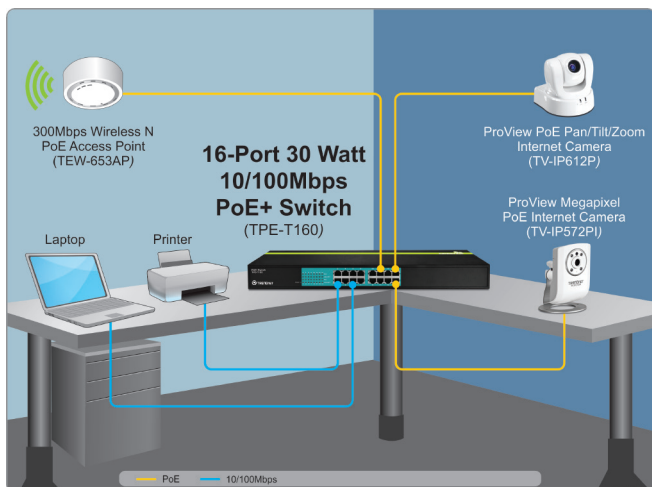 300Mbps Wireless N
PoE Access Point
(TEW-653AP)
16-Port 30 Watt
10/100Mbps
PoE+ Switch
(TPE-T160)
ProView PoE Pan/Tilt/Zoom
Internet Camera
(TV-IP612P)
ProView Megapixel
PoE Internet Camera
(TV-IP572PI)
Laptop
Printer
TRENDNET
TRENDNET
PoE
10/100Mbps